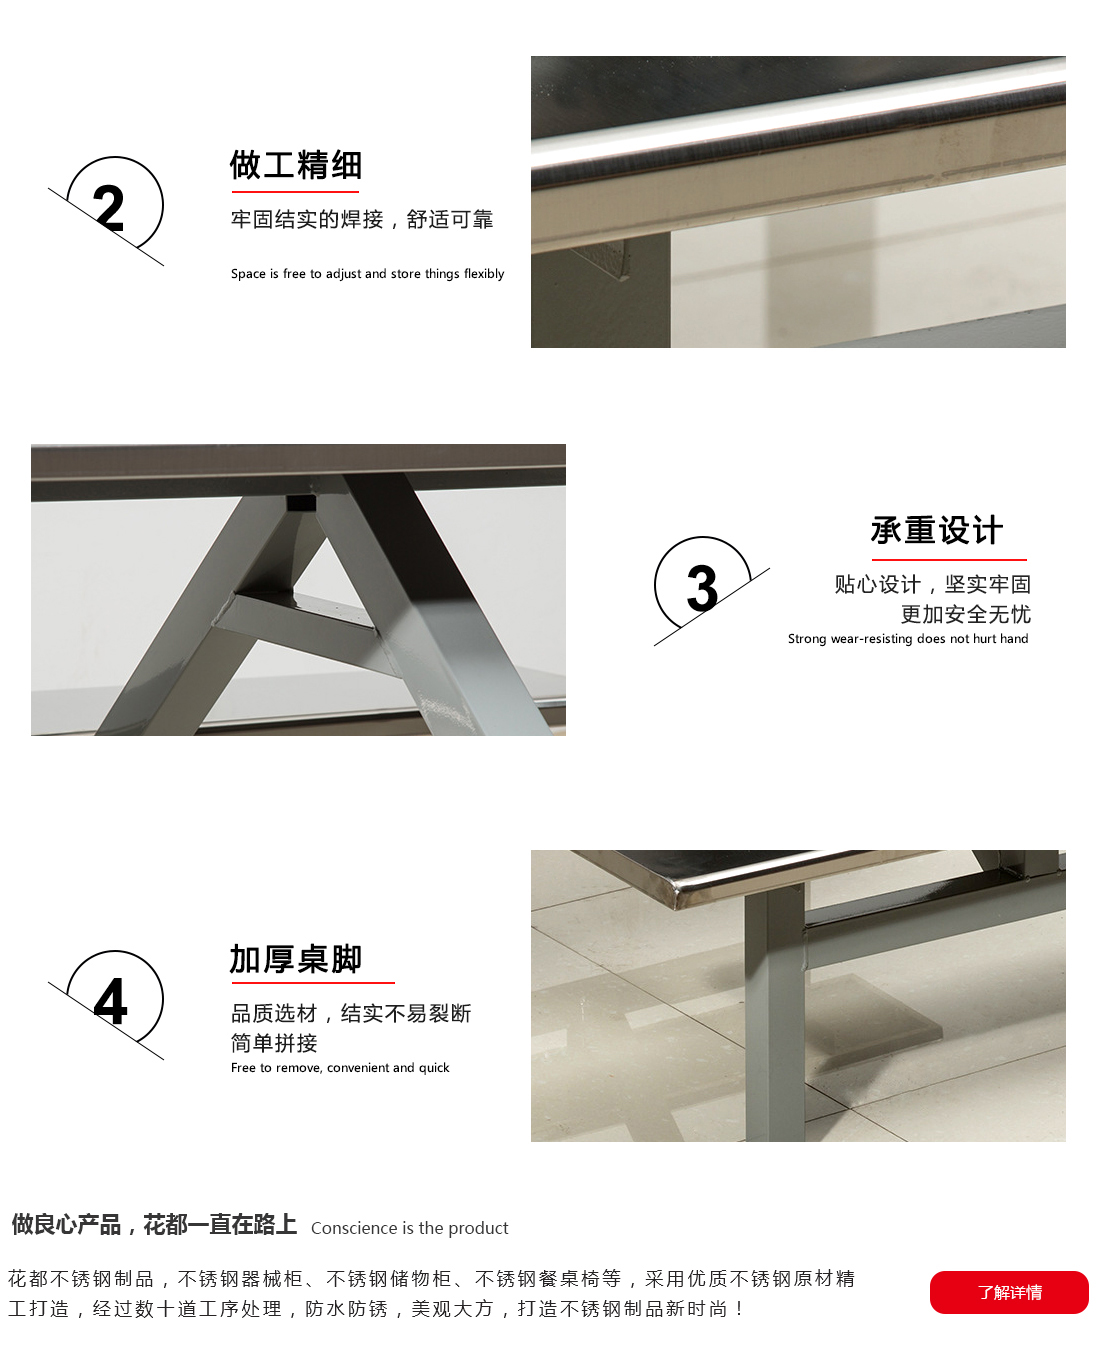 2
做工精细
牢固结实的焊接，舒适可靠
Space is free to adjust and store things flexibly
3
承重设计
贴心设计，坚实牢固
更加安全无忧
Strong wear-resisting does not hurt hand
4
加厚桌脚
品质选材，结实不易裂断
简单拼接
Free to remove, convenient and quick
做良心产品，花都一直在路上 Conscience is the product
花都不锈钢制品，不锈钢器械柜、不锈钢储物柜、不锈钢餐桌椅等，采用优质不锈钢原材精
工打造，经过数十道工序处理，防水防锈，美观大方，打造不锈钢制品新时尚！
了解详情